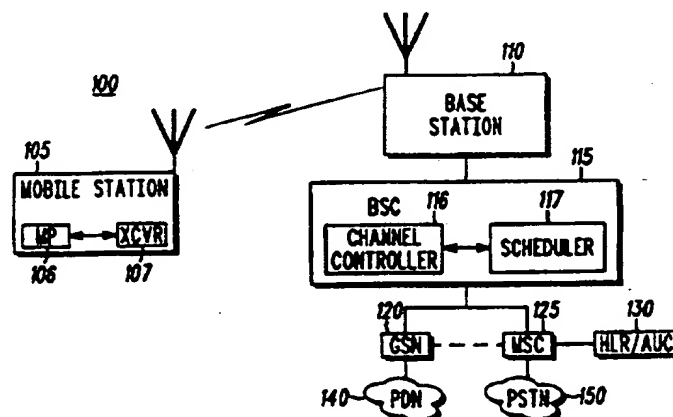 100
110
BASE
STATION
105
MOBILE STATION
MP
XCVR
106
107
115
BSC
116
117
CHANNEL
CONTROLLER
SCHEDULER
120
125
130
GSN
MSC
HLR/AUC
140
PDN
PSTN
150